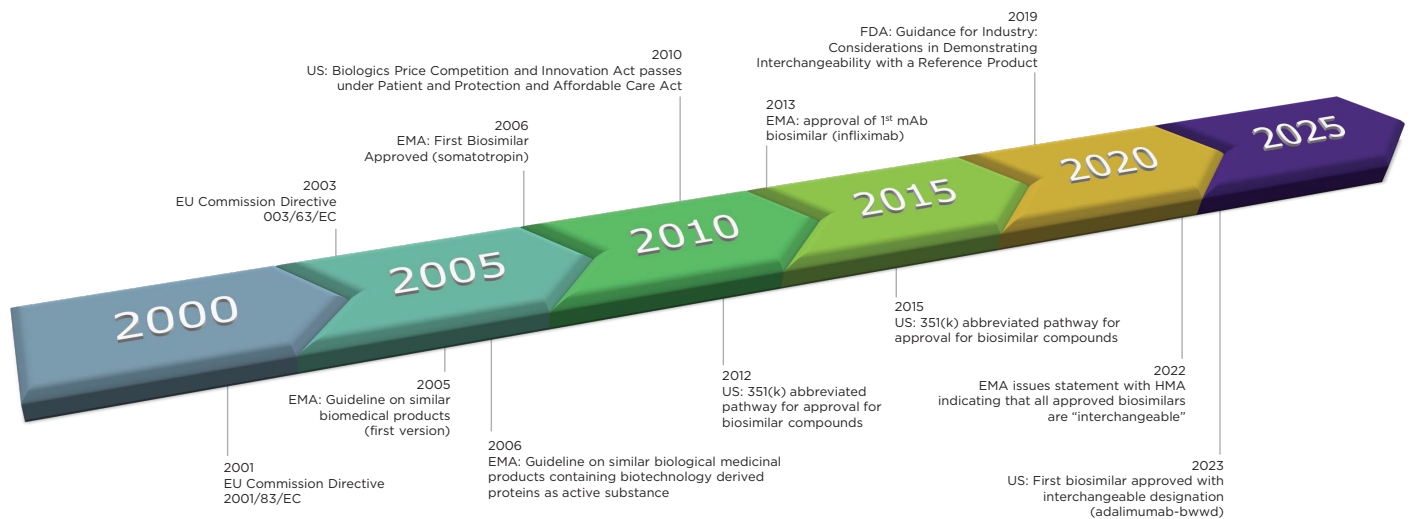 2000
2005
2010
2015
2020
2025
2001
EU Commission Directive
2001/83/EC
2003
EU Commission Directive
003/63/EC
2005
EMA: Guideline on similar
biomedical products
(first version)
2006
EMA: First Biosimilar
Approved (somatotropin)
2006
EMA: Guideline on similar biological medicinal
products containing biotechnology derived
proteins as active substance
2010
US: Biologics Price Competition and Innovation Act passes
under Patient and Protection and Affordable Care Act
2012
US: 351(k) abbreviated
pathway for approval for
biosimilar compounds
2013
EMA: approval of 1st mAb
biosimilar (infliximab)
2015
US: 351(k) abbreviated pathway for
approval for biosimilar compounds
2019
FDA: Guidance for Industry:
Considerations in Demonstrating
Interchangeability with a Reference Product
2022
EMA issues statement with HMA
indicating that all approved biosimilars
are “interchangeable”
2023
US: First biosimilar approved with
interchangeable designation
(adalimumab-bwwd)